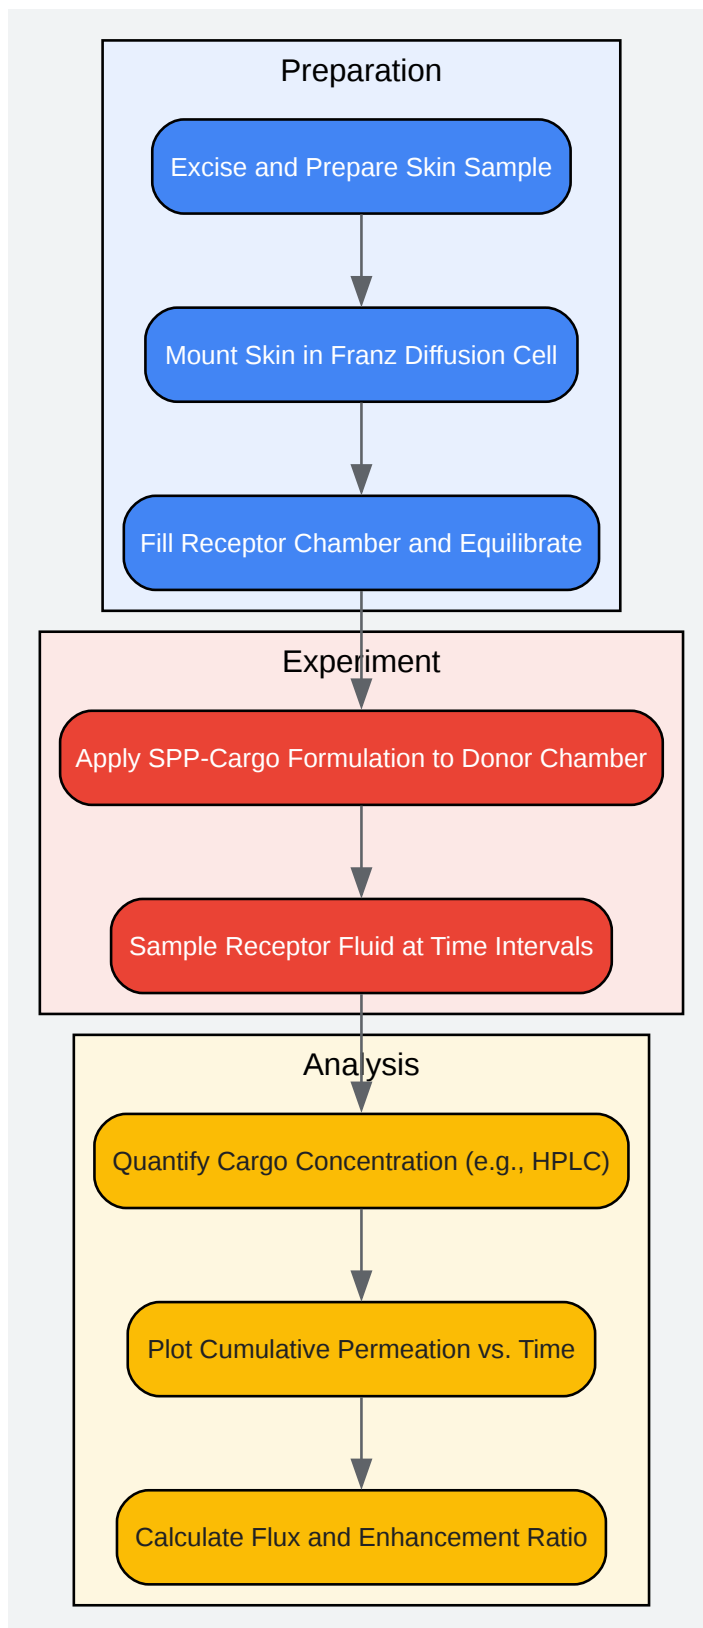 Preparation
Excise and Prepare Skin Sample
Mount Skin in Franz Diffusion Cell
Fill Receptor Chamber and Equilibrate
Experiment
Apply SPP-Cargo Formulation to Donor Chamber
Sample Receptor Fluid at Time Intervals
Analysis
Quantify Cargo Concentration (e.g., HPLC)
Plot Cumulative Permeation vs. Time
Calculate Flux and Enhancement Ratio